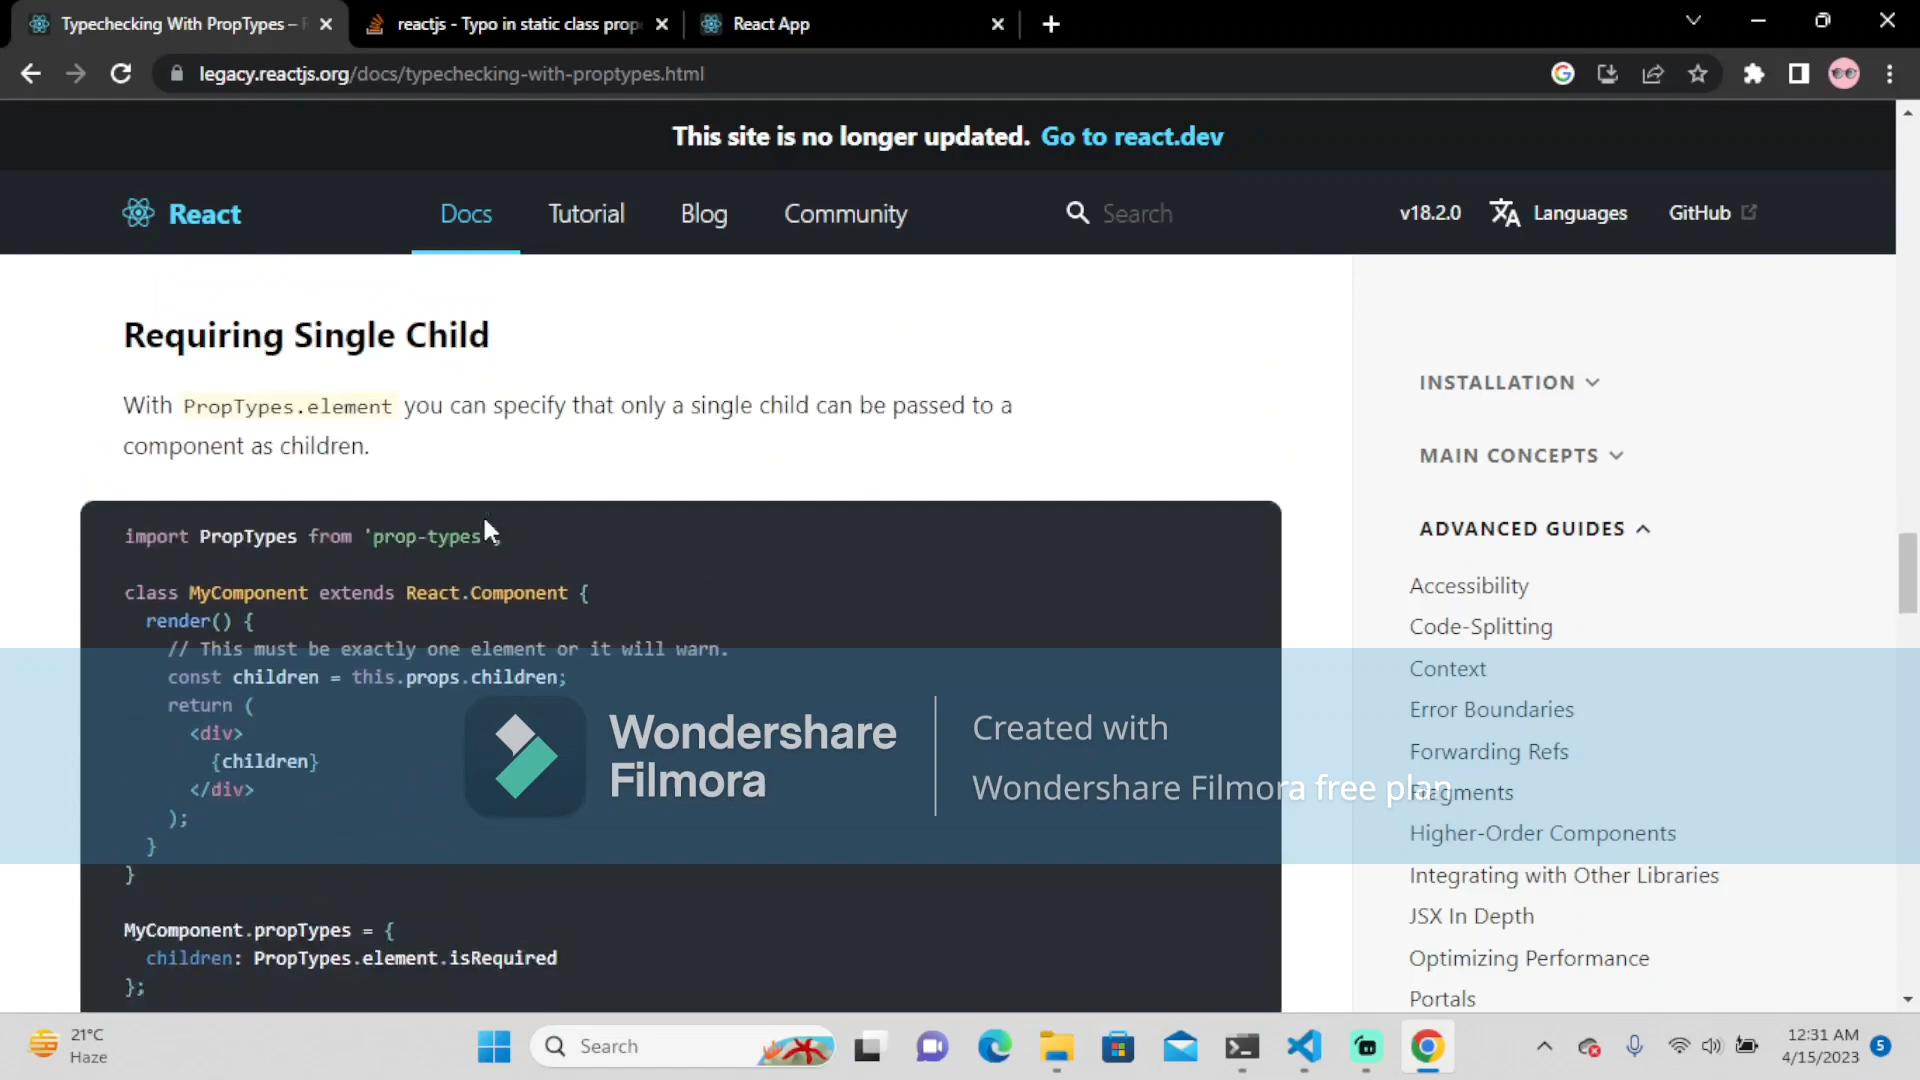 Typechecking With PropTypes –
reactjs - Typo in static class prop
React App
legacy.reactjs.org/docs/typechecking-with-proptypes.html
This site is no longer updated. Go to react.dev
React
Docs
Tutorial
Blog
Community
Search
v18.2.0
Languages
GitHub
Requiring Single Child
With PropTypes.element you can specify that only a single child can be passed to a
component as children.
import PropTypes from 'prop-types';
class MyComponent extends React.Component {
render() {
// This must be exactly one element or it will warn.
const children = this.props.children;
return (
<div>
{children}
</div>
);
}
}
MyComponent.propTypes = {
children: PropTypes.element.isRequired
};
INSTALLATION
MAIN CONCEPTS
ADVANCED GUIDES
Accessibility
Code-Splitting
Context
Error Boundaries
Forwarding Refs
Fragments
Higher-Order Components
Integrating with Other Libraries
JSX In Depth
Optimizing Performance
Portals
Wondershare
Filmora
Created with
Wondershare Filmora free plan
21°C
Haze
Search
12:31 AM
4/15/2023
5